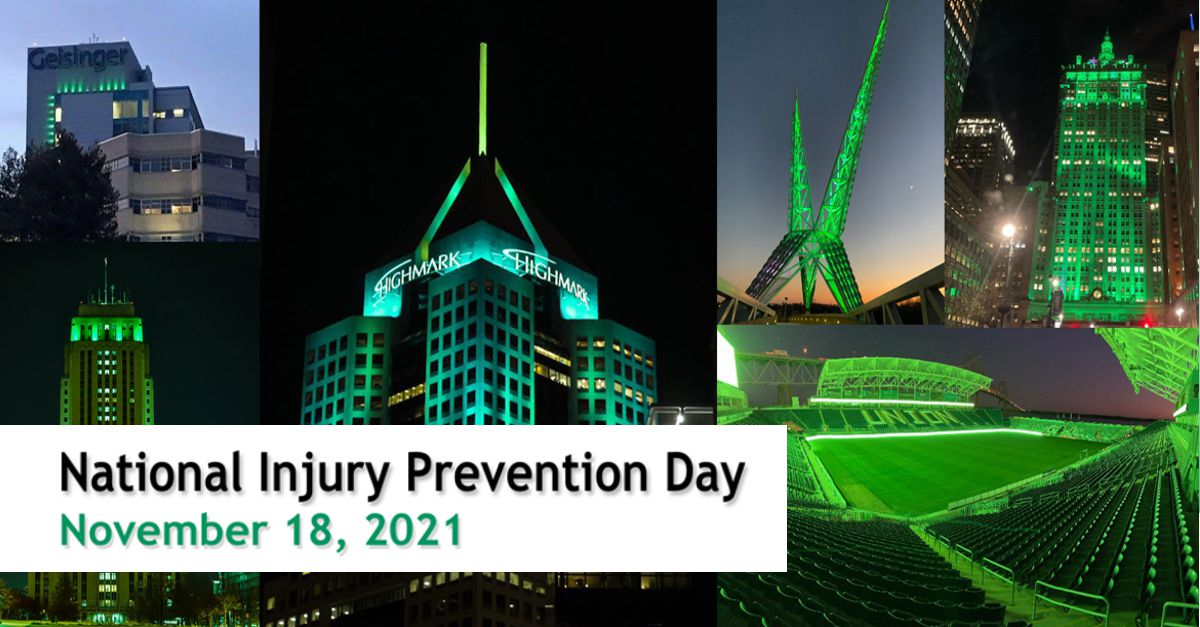 Geisinger
HIGHMARK
HIGHMARK
UNION
National Injury Prevention Day
November 18, 2021